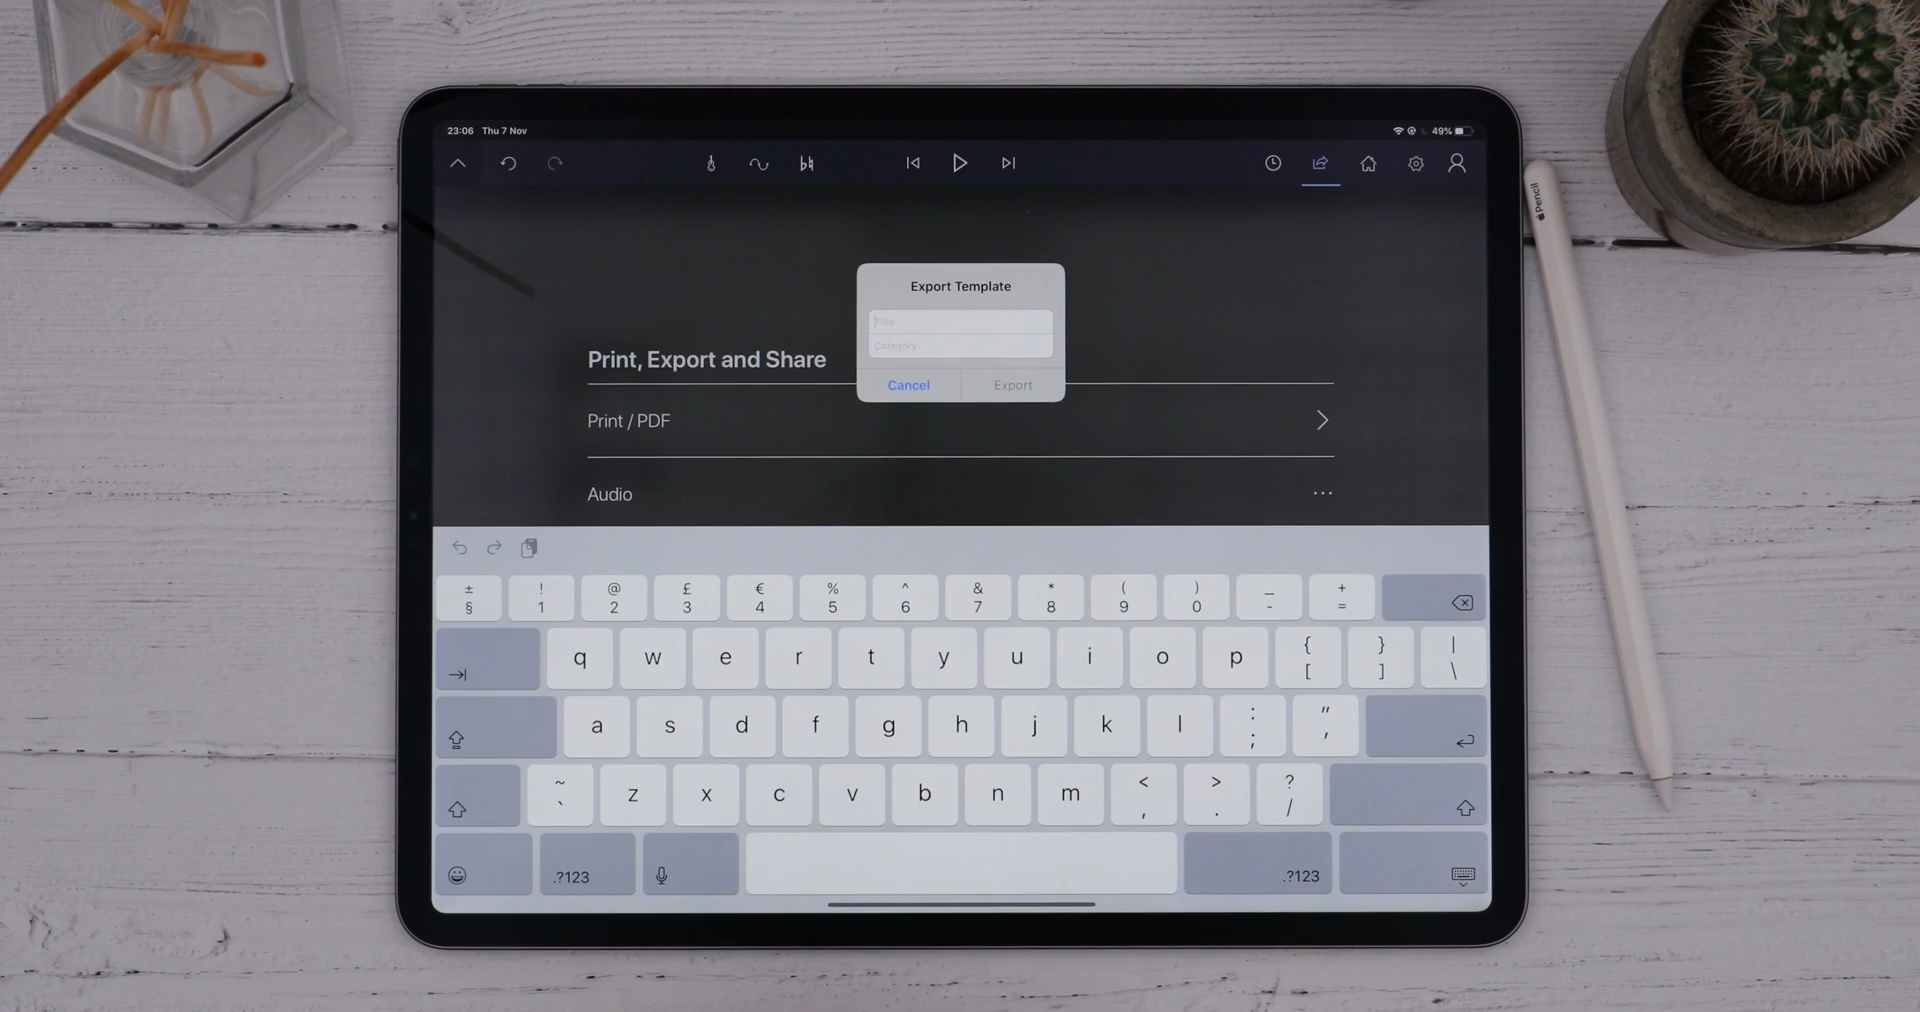 23:06 Thu 7 Nov
49%
Pencil
Export Template
Title
Category
Cancel Export
Print, Export and Share
Print / PDF
Audio
± ! @ £ € % ^ & * ( ) _ +
§ 1 2 3 4 5 6 7 8 9 0 - =
q w e r t y u i o p { } |
[ ] \
a s d f g h j k l : "
; '
~ z x c v b n m < > ?
` , . /
.?123 .?123